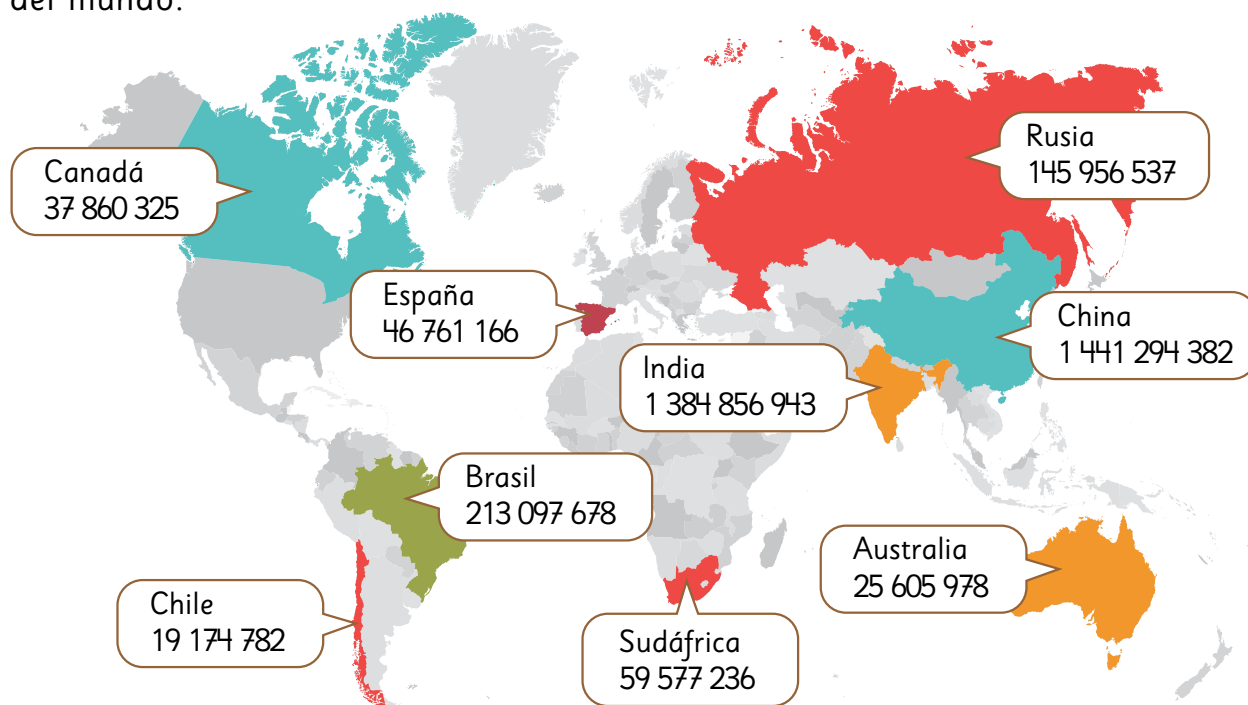 del mundo.
Canadá
37 860 325
Rusia
145 956 537
España
46 761 166
China
1 441 294 382
India
1 384 856 943
Brasil
213 097 678
Australia
25 605 978
Chile
19 174 782
Sudáfrica
59 577 236